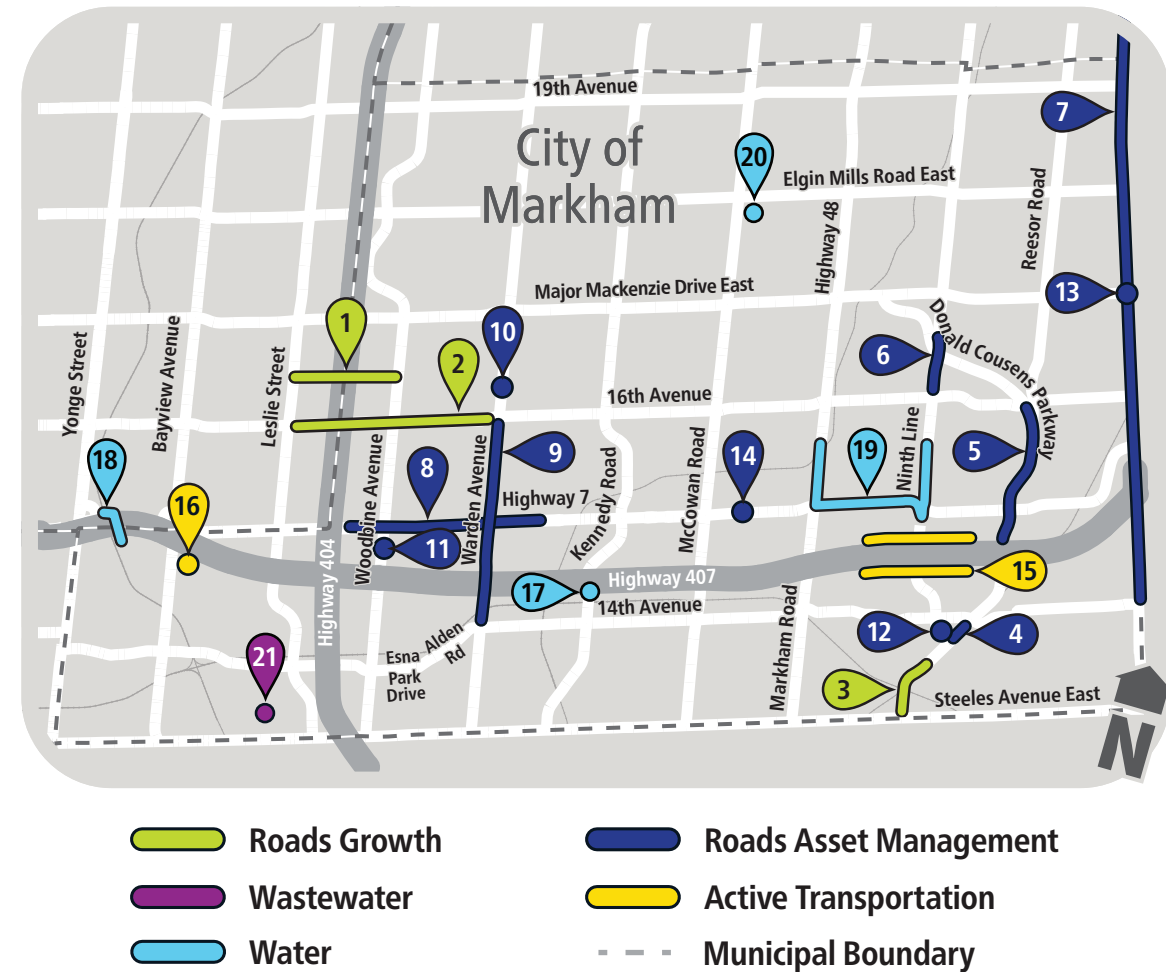 19th Avenue
7
City of
Markham
20
Elgin Mills Road East
Highway 48
Reesor Road
Major Mackenzie Drive East
13
1
10
2
Donald Cousens Parkway
6
Yonge Street
Bayview Avenue
Leslie Street
16th Avenue
18
16
Woodbine Avenue
8
Warden Avenue
9
Highway 7
Kennedy Road
McCowan Road
14
19
Ninth Line
5
11
Highway 404
17
Highway 407
15
14th Avenue
Markham Road
12
4
Esna
Park
Drive
Alden
Rd
21
3
Steeles Avenue East
N
Roads Growth
Roads Asset Management
Wastewater
Active Transportation
Water
Municipal Boundary